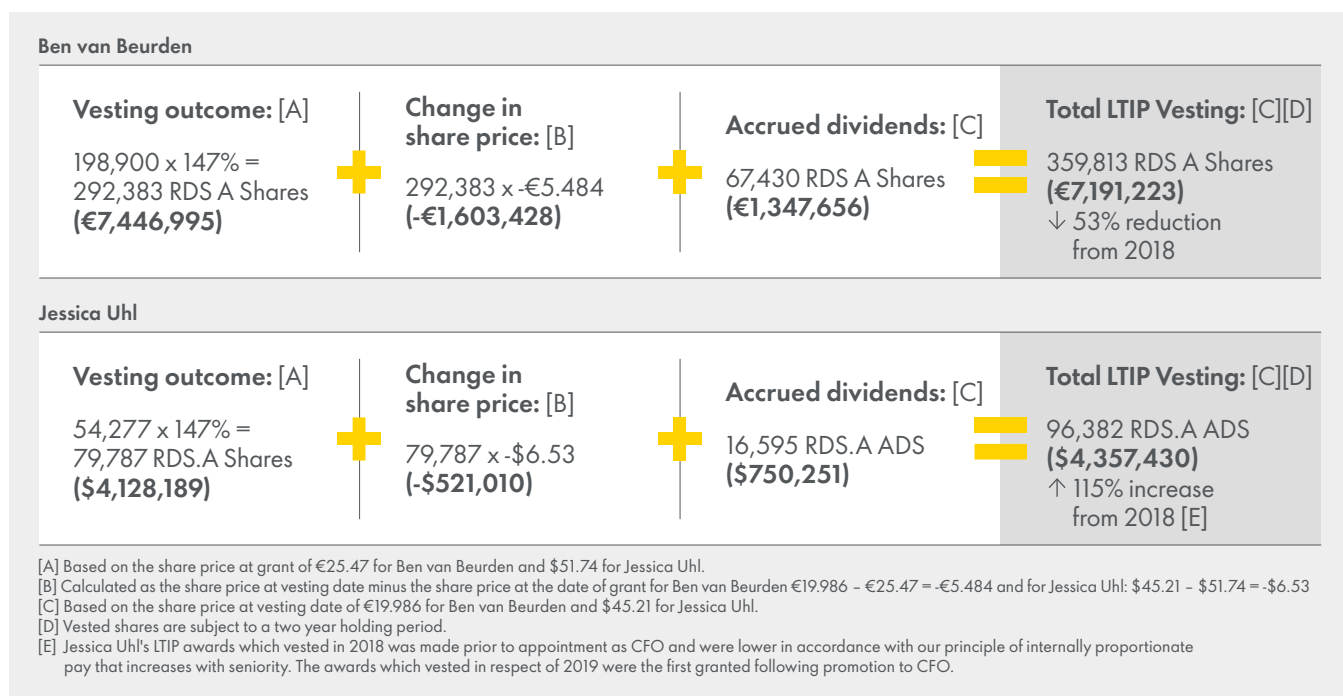 Ben van Beurden
Vesting outcome: [A]
198,900 x 147% =
292,383 RDS A Shares
(€7,446,995)
Change in
share price: [B]
292,383 x -€5.484
(-€1,603,428)
Accrued dividends: [C]
67,430 RDS A Shares
(€1,347,656)
Total LTIP Vesting: [C][D]
359,813 RDS A Shares
(€7,191,223)
↓ 53% reduction
from 2018
Jessica Uhl
Vesting outcome: [A]
54,277 x 147% =
79,787 RDS.A Shares
($4,128,189)
Change in
share price: [B]
79,787 x -$6.53
(-$521,010)
Accrued dividends: [C]
16,595 RDS.A ADS
($750,251)
Total LTIP Vesting: [C][D]
96,382 RDS.A ADS
($4,357,430)
↑ 115% increase
from 2018 [E]
[A] Based on the share price at grant of €25.47 for Ben van Beurden and $51.74 for Jessica Uhl.
[B] Calculated as the share price at vesting date minus the share price at the date of grant for Ben van Beurden €19.986 – €25.47 = -€5.484 and for Jessica Uhl: $45.21 – $51.74 = -$6.53
[C] Based on the share price at vesting date of €19.986 for Ben van Beurden and $45.21 for Jessica Uhl.
[D] Vested shares are subject to a two year holding period.
[E] Jessica Uhl's LTIP awards which vested in 2018 was made prior to appointment as CFO and were lower in accordance with our principle of internally proportionate
pay that increases with seniority. The awards which vested in respect of 2019 were the first granted following promotion to CFO.